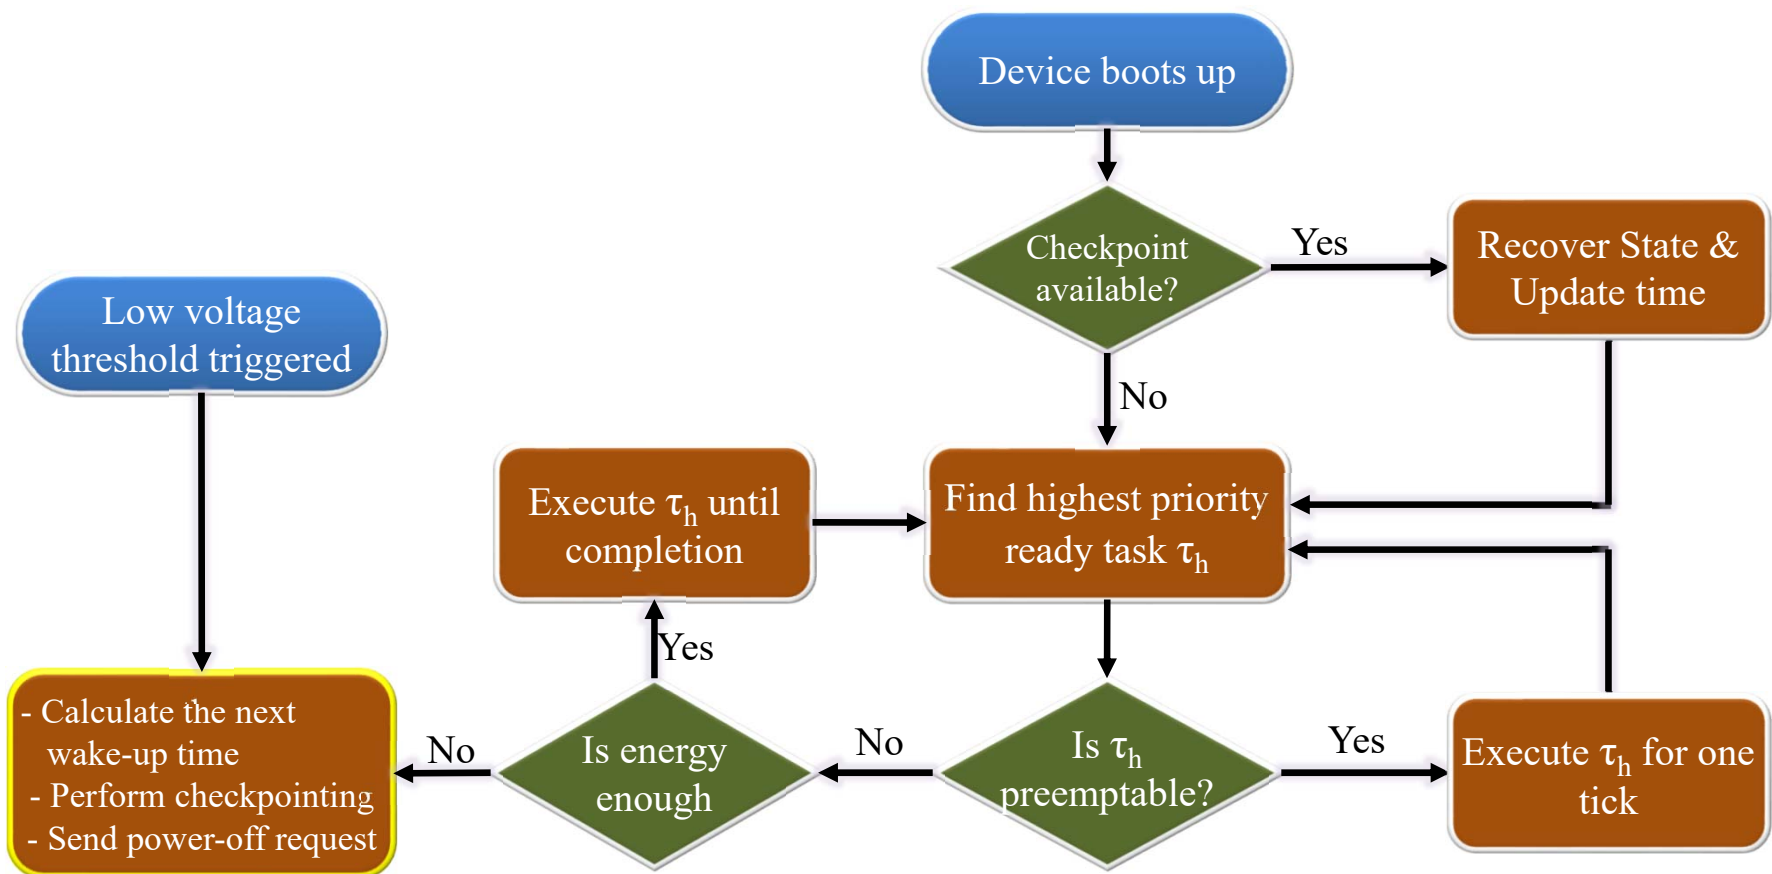 Device boots up
Checkpoint
available?
Yes
Recover State &
Update time
Low voltage
threshold triggered
No
Execute τh until
completion
Find highest priority
ready task τh
Yes
- Calculate the next
wake-up time
- Perform checkpointing
- Send power-off request
No
Is energy
enough
No
Is τh
preemptable?
Yes
Execute τh for one
tick